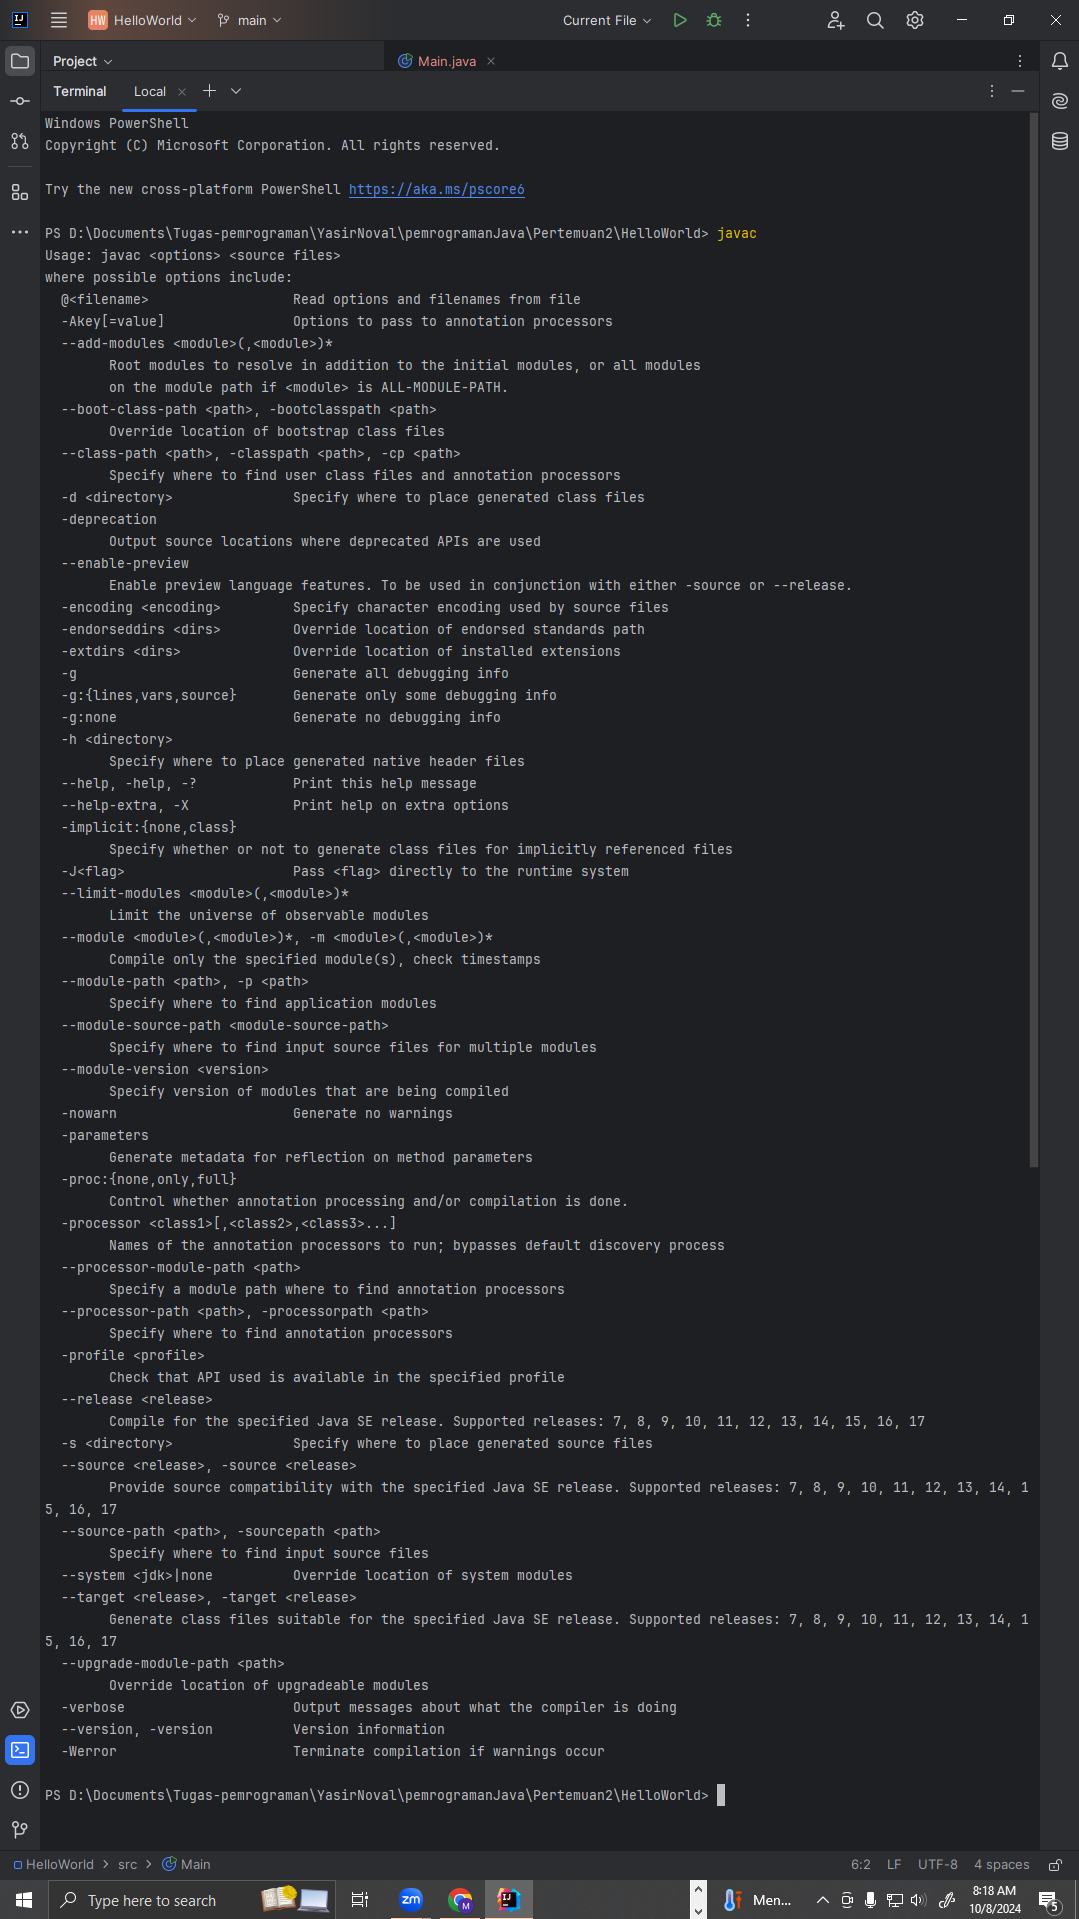 HW HelloWorld main Current File
Project Main.java
Terminal Local
Windows PowerShell
Copyright (C) Microsoft Corporation. All rights reserved.
Try the new cross-platform PowerShell https://aka.ms/pscore6
PS D:\Documents\Tugas-pemrograman\YasirNoval\pemrogramanJava\Pertemuan2\HelloWorld> javac
Usage: javac <options> <source files>
where possible options include:
@<filename> Read options and filenames from file
-Akey[=value] Options to pass to annotation processors
--add-modules <module>(,<module>)*
Root modules to resolve in addition to the initial modules, or all modules
on the module path if <module> is ALL-MODULE-PATH.
--boot-class-path <path>, -bootclasspath <path>
Override location of bootstrap class files
--class-path <path>, -classpath <path>, -cp <path>
Specify where to find user class files and annotation processors
-d <directory> Specify where to place generated class files
-deprecation
Output source locations where deprecated APIs are used
--enable-preview
Enable preview language features. To be used in conjunction with either -source or --release.
-encoding <encoding> Specify character encoding used by source files
-endorseddirs <dirs> Override location of endorsed standards path
-extdirs <dirs> Override location of installed extensions
-g Generate all debugging info
-g:{lines,vars,source} Generate only some debugging info
-g:none Generate no debugging info
-h <directory>
Specify where to place generated native header files
--help, -help, -? Print this help message
--help-extra, -X Print help on extra options
-implicit:{none,class}
Specify whether or not to generate class files for implicitly referenced files
-J<flag> Pass <flag> directly to the runtime system
--limit-modules <module>(,<module>)*
Limit the universe of observable modules
--module <module>(,<module>)*, -m <module>(,<module>)*
Compile only the specified module(s), check timestamps
--module-path <path>, -p <path>
Specify where to find application modules
--module-source-path <module-source-path>
Specify where to find input source files for multiple modules
--module-version <version>
Specify version of modules that are being compiled
-nowarn Generate no warnings
-parameters
Generate metadata for reflection on method parameters
-proc:{none,only,full}
Control whether annotation processing and/or compilation is done.
-processor <class1>[,<class2>,<class3>...]
Names of the annotation processors to run; bypasses default discovery process
--processor-module-path <path>
Specify a module path where to find annotation processors
--processor-path <path>, -processorpath <path>
Specify where to find annotation processors
-profile <profile>
Check that API used is available in the specified profile
--release <release>
Compile for the specified Java SE release. Supported releases: 7, 8, 9, 10, 11, 12, 13, 14, 15, 16, 17
-s <directory> Specify where to place generated source files
--source <release>, -source <release>
Provide source compatibility with the specified Java SE release. Supported releases: 7, 8, 9, 10, 11, 12, 13, 14, 1
5, 16, 17
--source-path <path>, -sourcepath <path>
Specify where to find input source files
--system <jdk>|none Override location of system modules
--target <release>, -target <release>
Generate class files suitable for the specified Java SE release. Supported releases: 7, 8, 9, 10, 11, 12, 13, 14, 1
5, 16, 17
--upgrade-module-path <path>
Override location of upgradeable modules
-verbose Output messages about what the compiler is doing
--version, -version Version information
-Werror Terminate compilation if warnings occur
PS D:\Documents\Tugas-pemrograman\YasirNoval\pemrogramanJava\Pertemuan2\HelloWorld>
HelloWorld > src > Main 6:2 LF UTF-8 4 spaces
Type here to search zm M IJ Men... 8:18 AM
10/8/2024 5